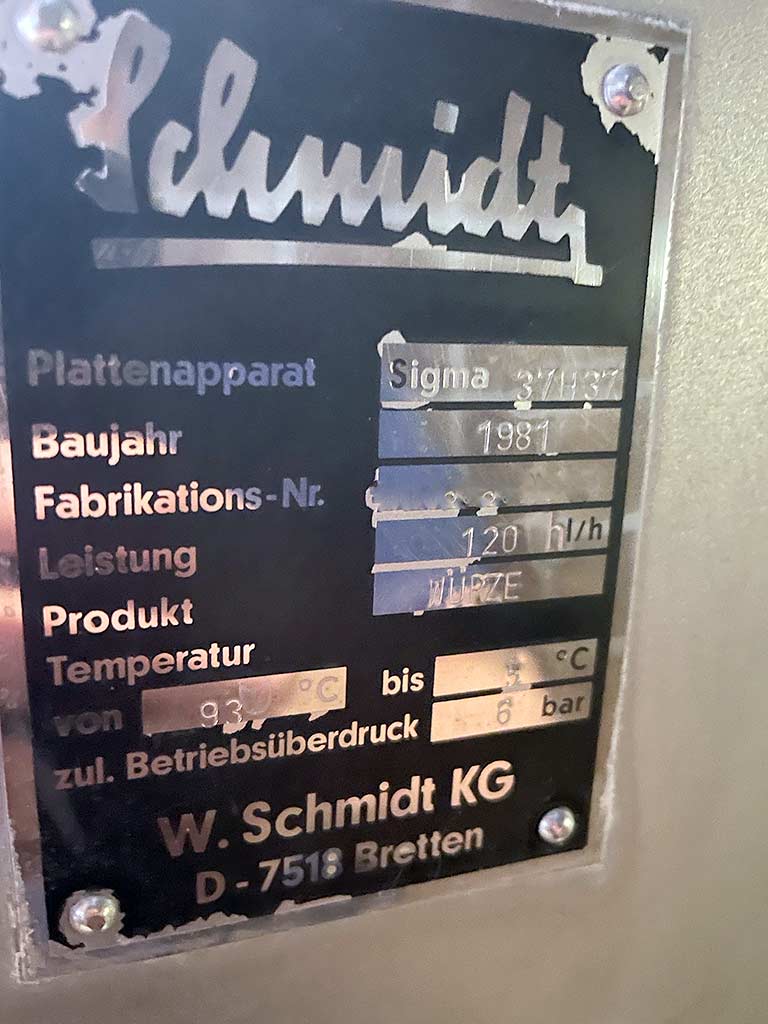 Schmidt
Plattenapparat Sigma 37H37
Baujahr 1981
Fabrikations-Nr.
Leistung 120 hl/h
Produkt WÜRZE
Temperatur
von 93 °C bis °C
zul. Betriebsüberdruck 6 bar
W. Schmidt KG
D-7518 Bretten